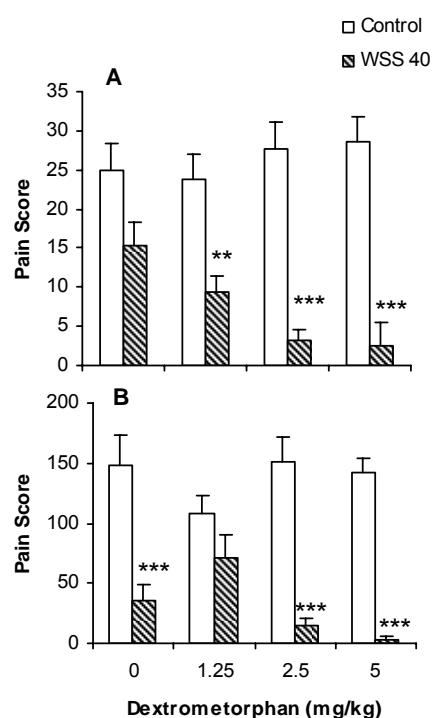 Control
WSS 40
A
35
30
25
20
15
10
5
0
Pain Score
**
***
***
B
200
150
100
50
0
Pain Score
***
***
***
0 1.25 2.5 5
Dextrometorphan (mg/kg)